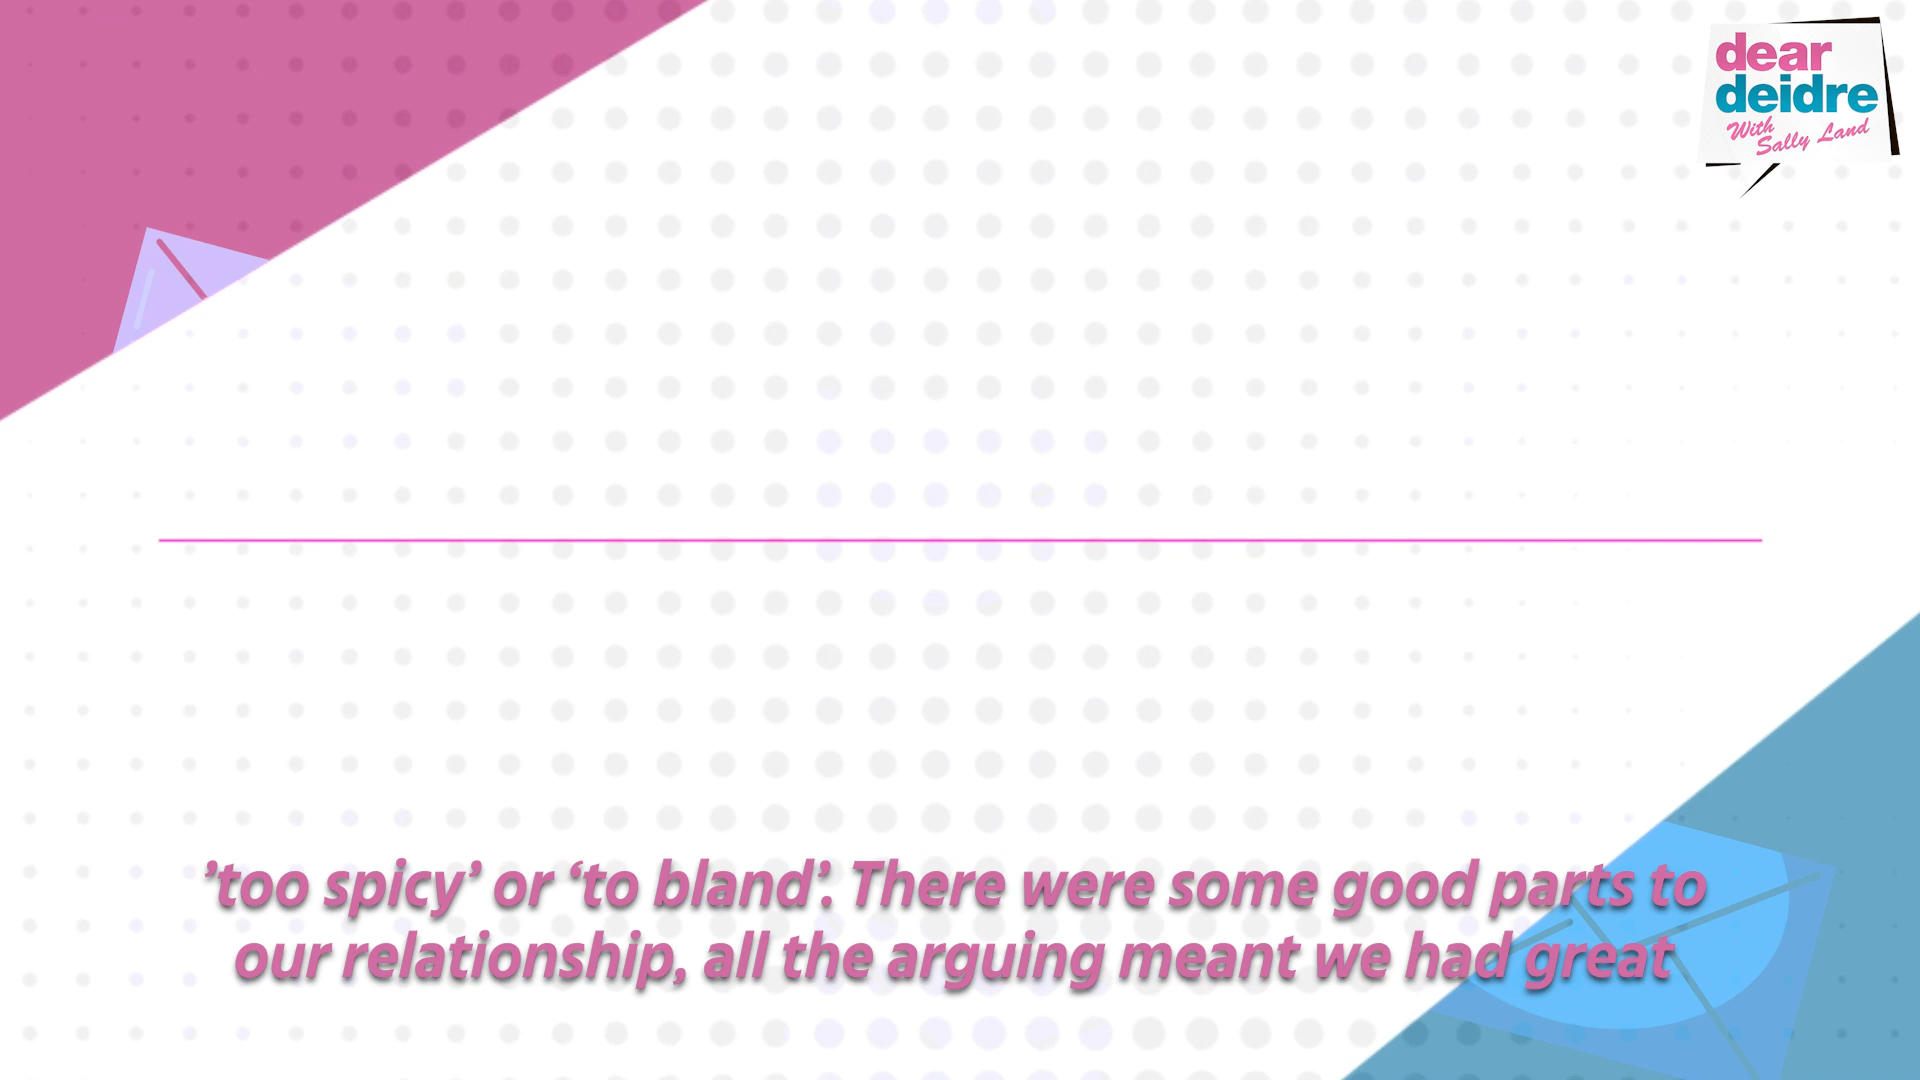 dear
deidre
With
Sally Land
’too spicy’ or ‘to bland’. There were some good parts to
our relationship, all the arguing meant we had great